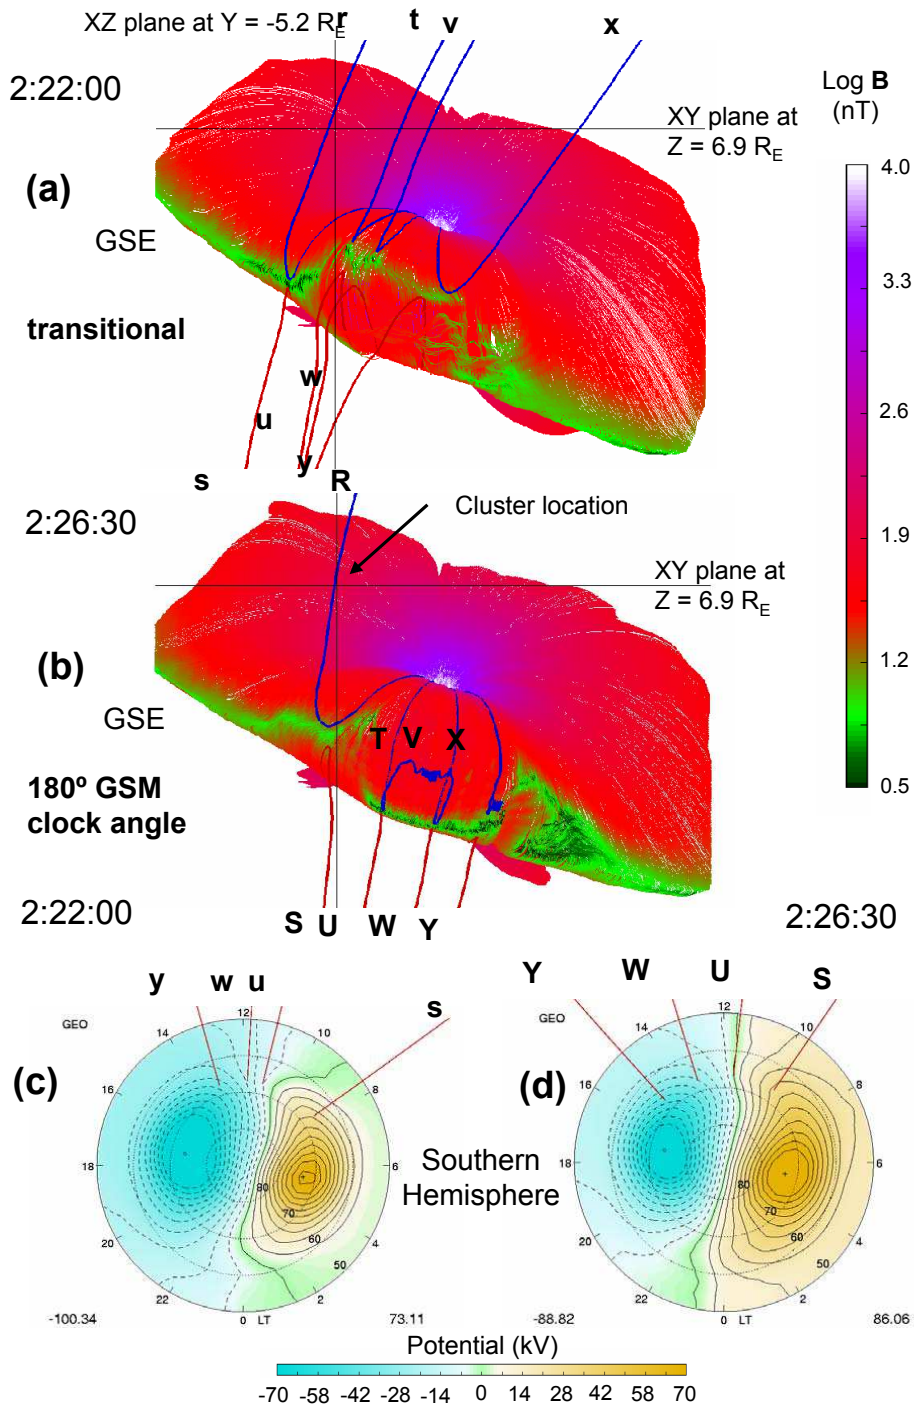 XZ plane at Y = -5.2 RE
r t v x
2:22:00
Log B
(nT)
XY plane at
Z = 6.9 RE
(a)
GSE
transitional
4.0
3.3
2.6
1.9
1.2
0.5
w
u
y
s
R
2:26:30
Cluster location
XY plane at
Z = 6.9 RE
(b)
GSE
T V X
180º GSM
clock angle
2:22:00
2:26:30
S U W Y
y w u s
Y W U S
GEO
12
14
10
16
8
18
6
20
4
22
2
0 LT
80
70
60
50
(c)
-100.34
73.11
Southern
Hemisphere
GEO
12
14
10
16
8
18
6
20
4
22
2
0 LT
80
70
60
50
(d)
-88.82
86.06
Potential (kV)
-70 -58 -42 -28 -14 0 14 28 42 58 70